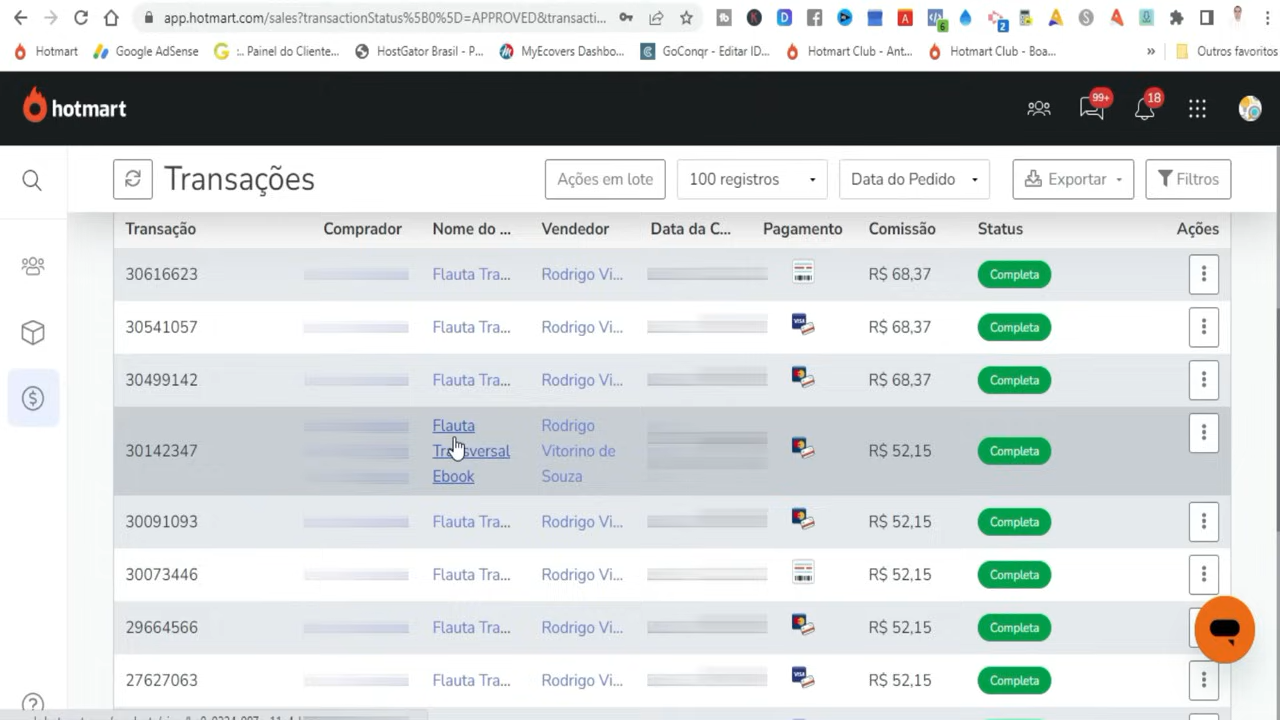 app.hotmart.com/sales?transactionStatus%5B0%5D=APPROVED&transacti...
6
2
Hotmart
Google AdSense
:. Painel do Cliente...
HostGator Brasil - P...
MyEcovers Dashbo...
GoConqr - Editar ID...
Hotmart Club - Ant...
Hotmart Club - Boa...
»
Outros favoritos
hotmart
99+
18
Transações
Ações em lote
100 registros
Data do Pedido
Exportar
Filtros
Transação Comprador Nome do ... Vendedor Data da C... Pagamento Comissão Status Ações
30616623 Flauta Tra... Rodrigo Vi... R$ 68,37 Completa
30541057 Flauta Tra... Rodrigo Vi... VISA R$ 68,37 Completa
30499142 Flauta Tra... Rodrigo Vi... R$ 68,37 Completa
Flauta Rodrigo
30142347 Transversal Vitorino de R$ 52,15 Completa
Ebook Souza
30091093 Flauta Tra... Rodrigo Vi... R$ 52,15 Completa
30073446 Flauta Tra... Rodrigo Vi... R$ 52,15 Completa
29664566 Flauta Tra... Rodrigo Vi... R$ 52,15 Completa
27627063 Flauta Tra... Rodrigo Vi... VISA R$ 52,15 Completa